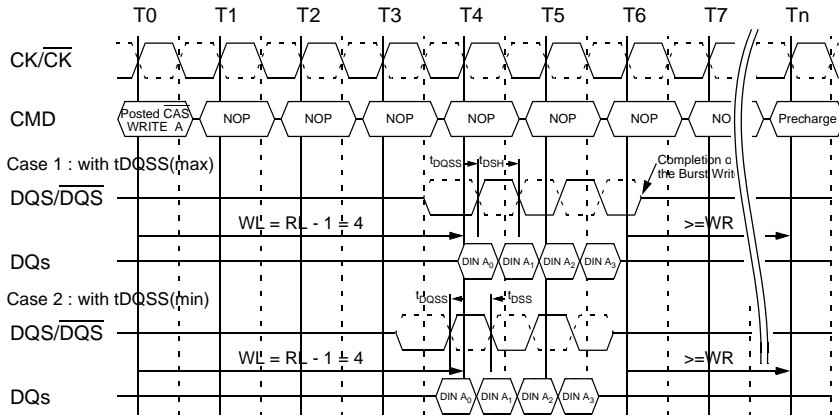 T0 T1 T2 T3 T4 T5 T6 T7 Tn
CK/CK
CMD
Posted CAS
WRITE A
NOP NOP NOP NOP NOP NOP NO Precharge
Case 1 : with tDQSS(max)
tDQSS tDSH
Completion o
the Burst Writ
DQS/DQS
WL = RL - 1 = 4
>=WR
DQs
DIN A0 DIN A1 DIN A2 DIN A3
Case 2 : with tDQSS(min)
tDQSS tDSS
DQS/DQS
WL = RL - 1 = 4
>=WR
DQs
DIN A0 DIN A1 DIN A2 DIN A3